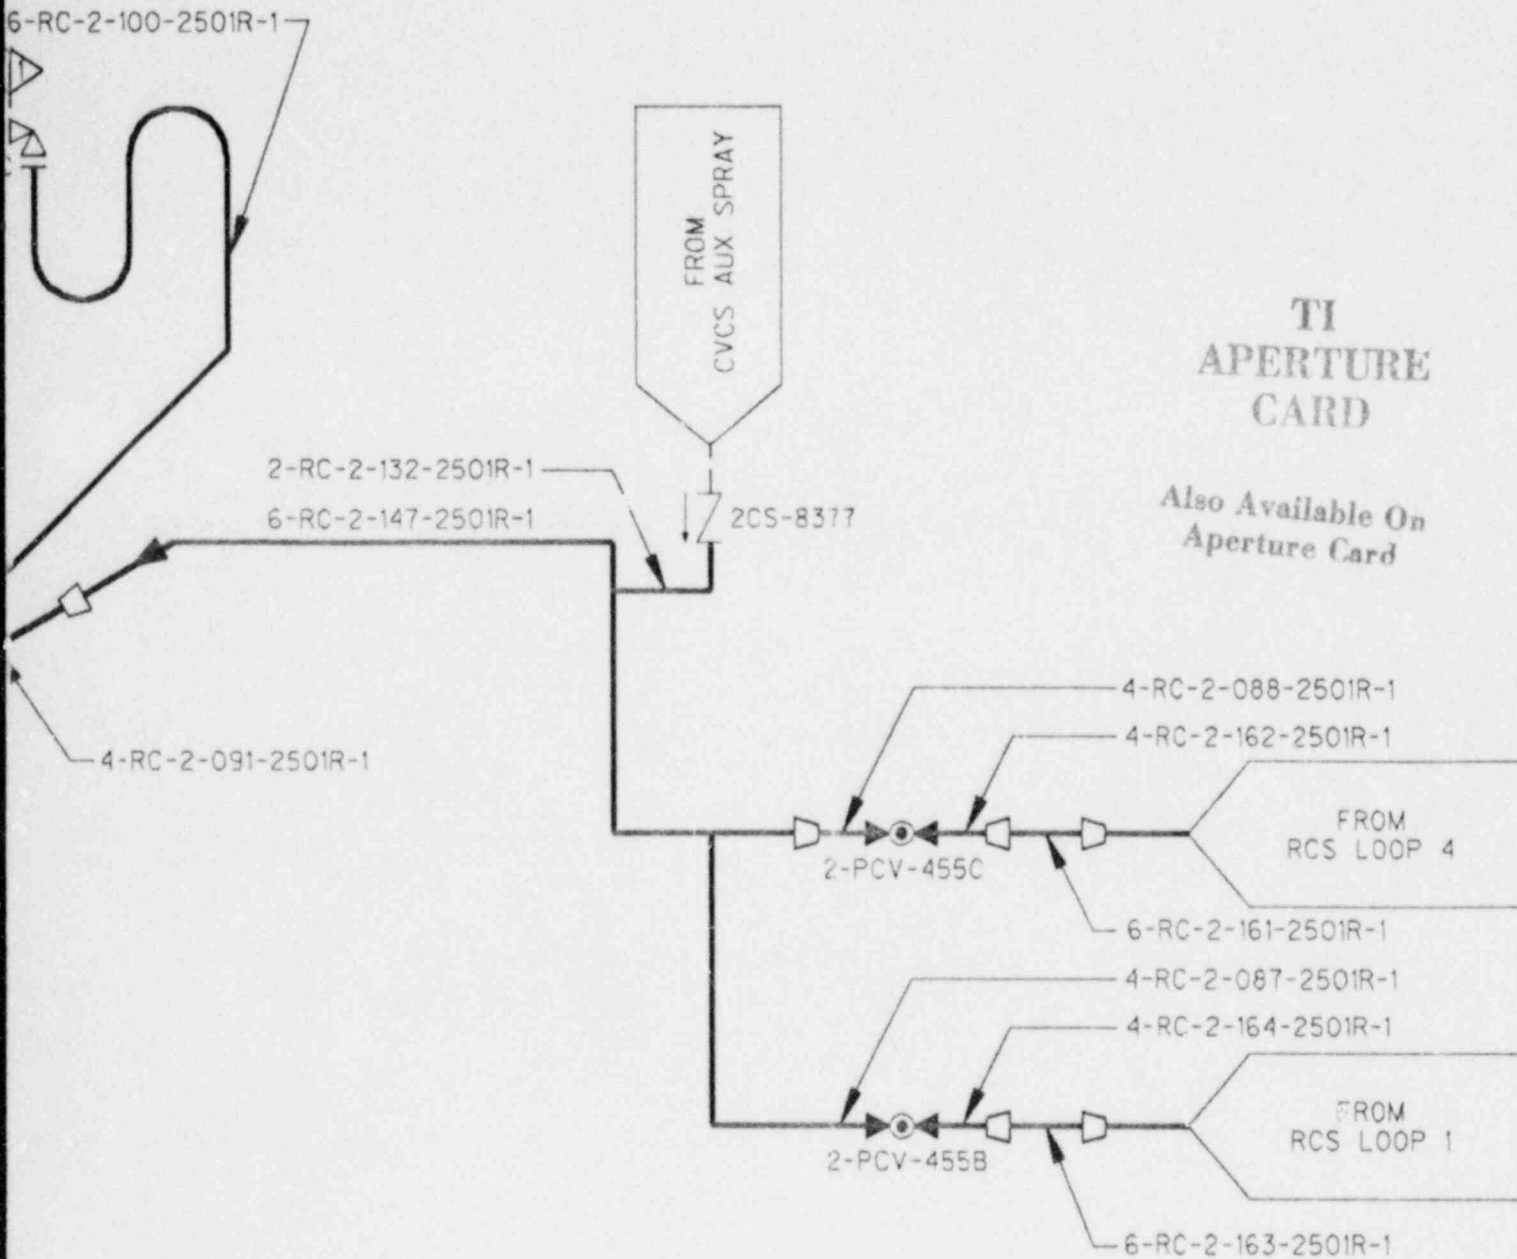 6-RC-2-100-2501R-1
1
FROM
CVCS AUX SPRAY
TI
APERTURE
CARD
Also Available On
Aperture Card
2-RC-2-132-2501R-1
6-RC-2-147-2501R-1
2CS-8377
4-RC-2-091-2501R-1
4-RC-2-088-2501R-1
4-RC-2-162-2501R-1
FROM
RCS LOOP 4
2-PCV-455C
6-RC-2-161-2501R-1
4-RC-2-087-2501R-1
4-RC-2-164-2501R-1
FROM
RCS LOOP 1
2-PCV-455B
6-RC-2-163-2501R-1